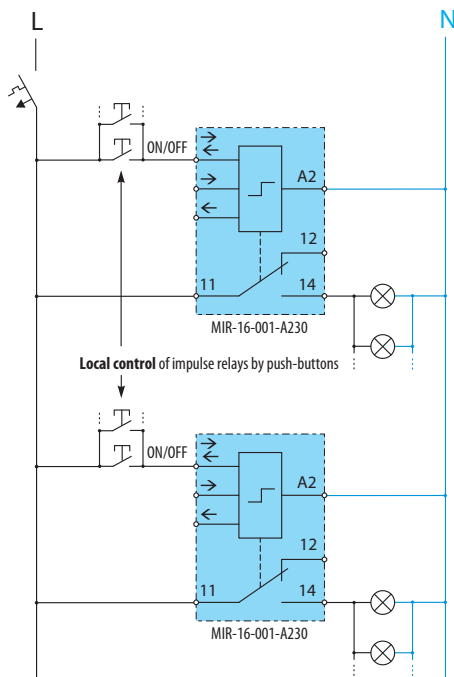 L N
ON/OFF
A2
12
11 14
MIR-16-001-A230
Local control of impulse relays by push-buttons
ON/OFF
A2
12
11 14
MIR-16-001-A230